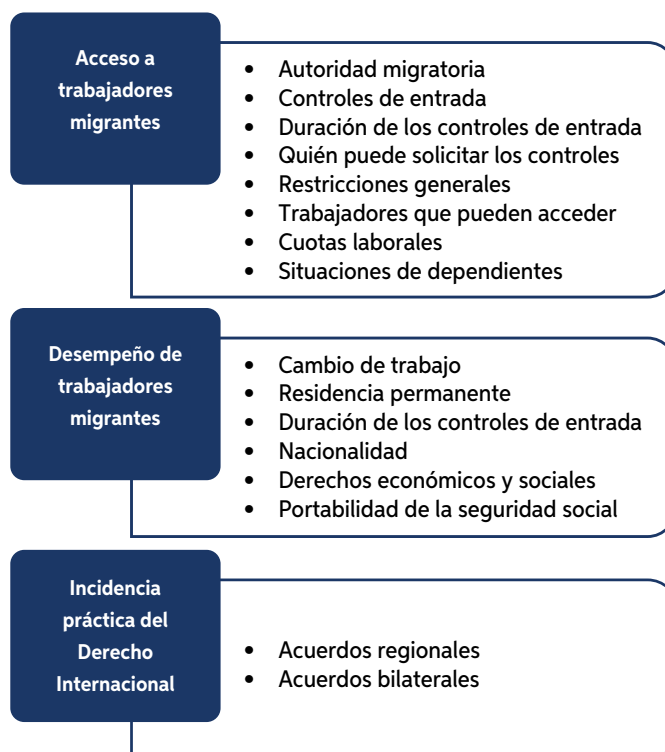 Acceso a
trabajadores
migrantes
• Autoridad migratoria
• Controles de entrada
• Duración de los controles de entrada
• Quién puede solicitar los controles
• Restricciones generales
• Trabajadores que pueden acceder
• Cuotas laborales
• Situaciones de dependientes
Desempeño de
trabajadores
migrantes
• Cambio de trabajo
• Residencia permanente
• Duración de los controles de entrada
• Nacionalidad
• Derechos económicos y sociales
• Portabilidad de la seguridad social
Incidencia
práctica del
Derecho
Internacional
• Acuerdos regionales
• Acuerdos bilaterales